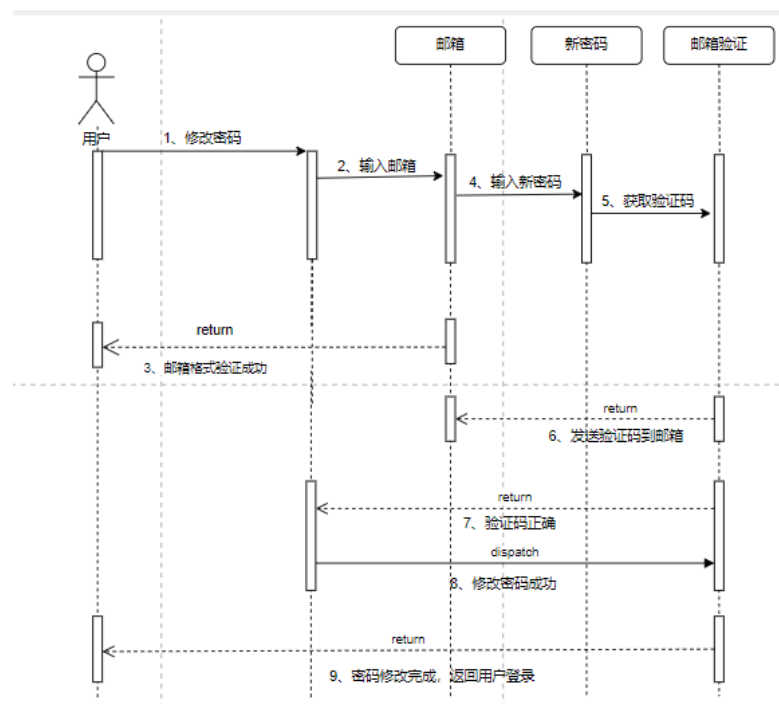 邮箱
新密码
邮箱验证
用户
1、修改密码
2、输入邮箱
4、输入新密码
5、获取验证码
return
3、邮箱格式验证成功
return
6、发送验证码到邮箱
return
7、验证码正确
dispatch
8、修改密码成功
return
9、密码修改完成，返回用户登录